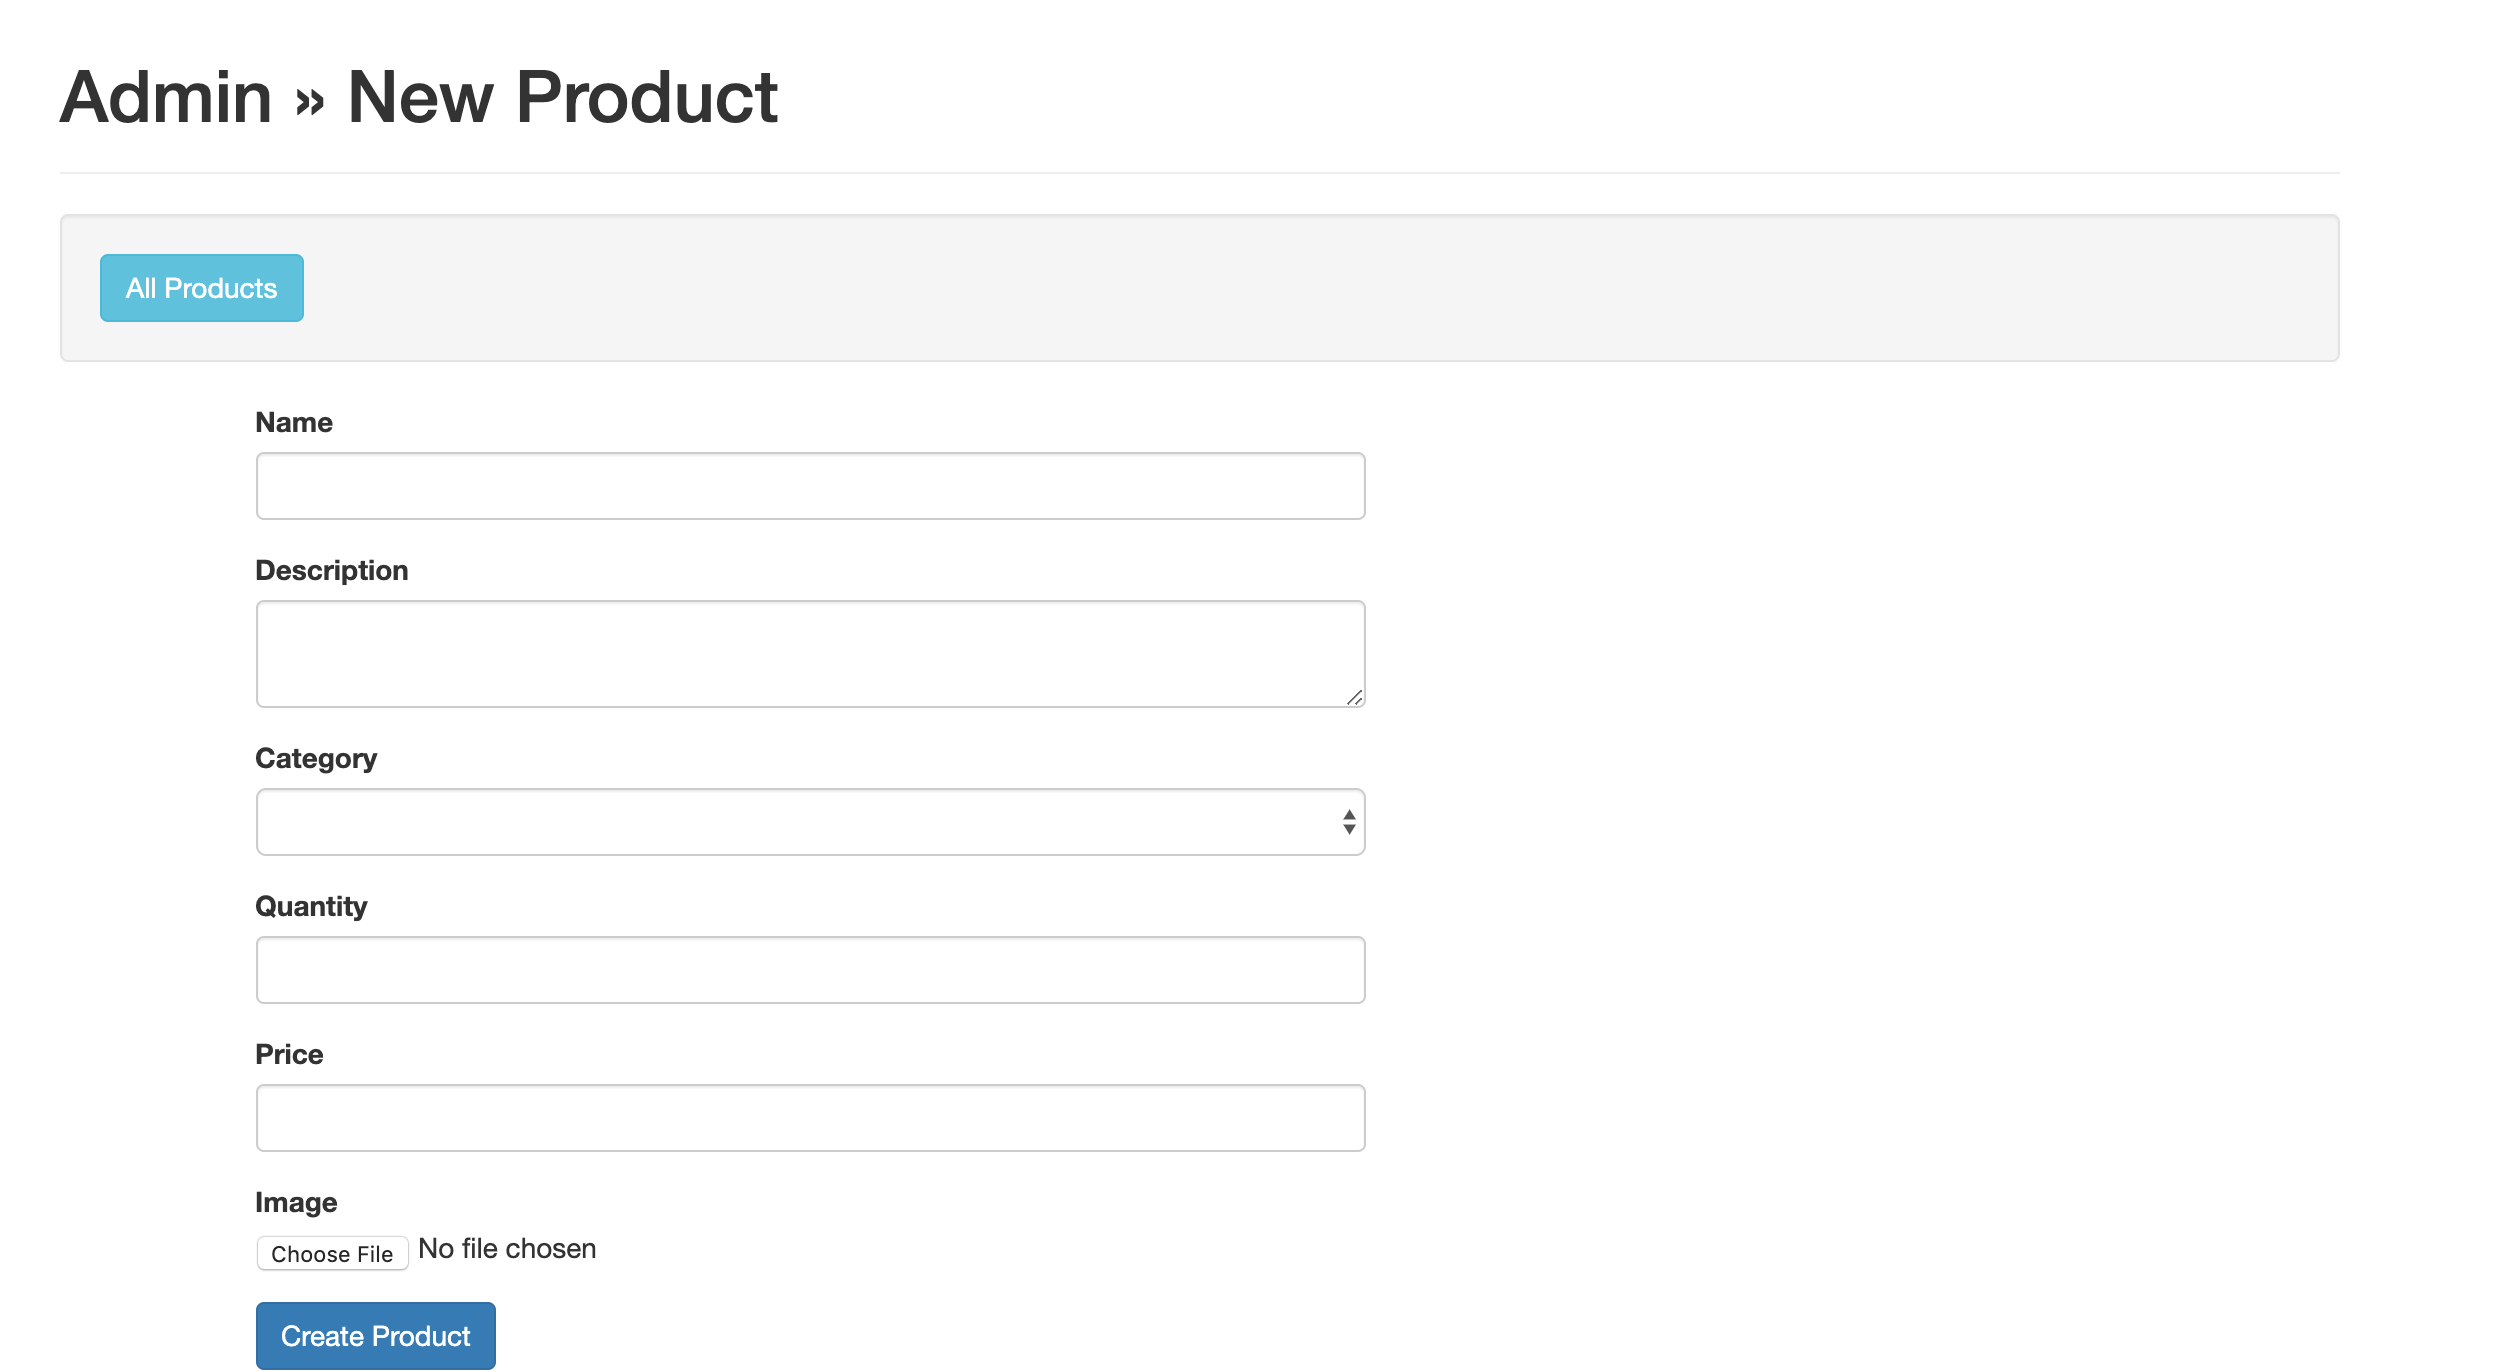 Admin » New Product
All Products
Name
Description
Category
Quantity
Price
Image
Choose File No file chosen
Create Product